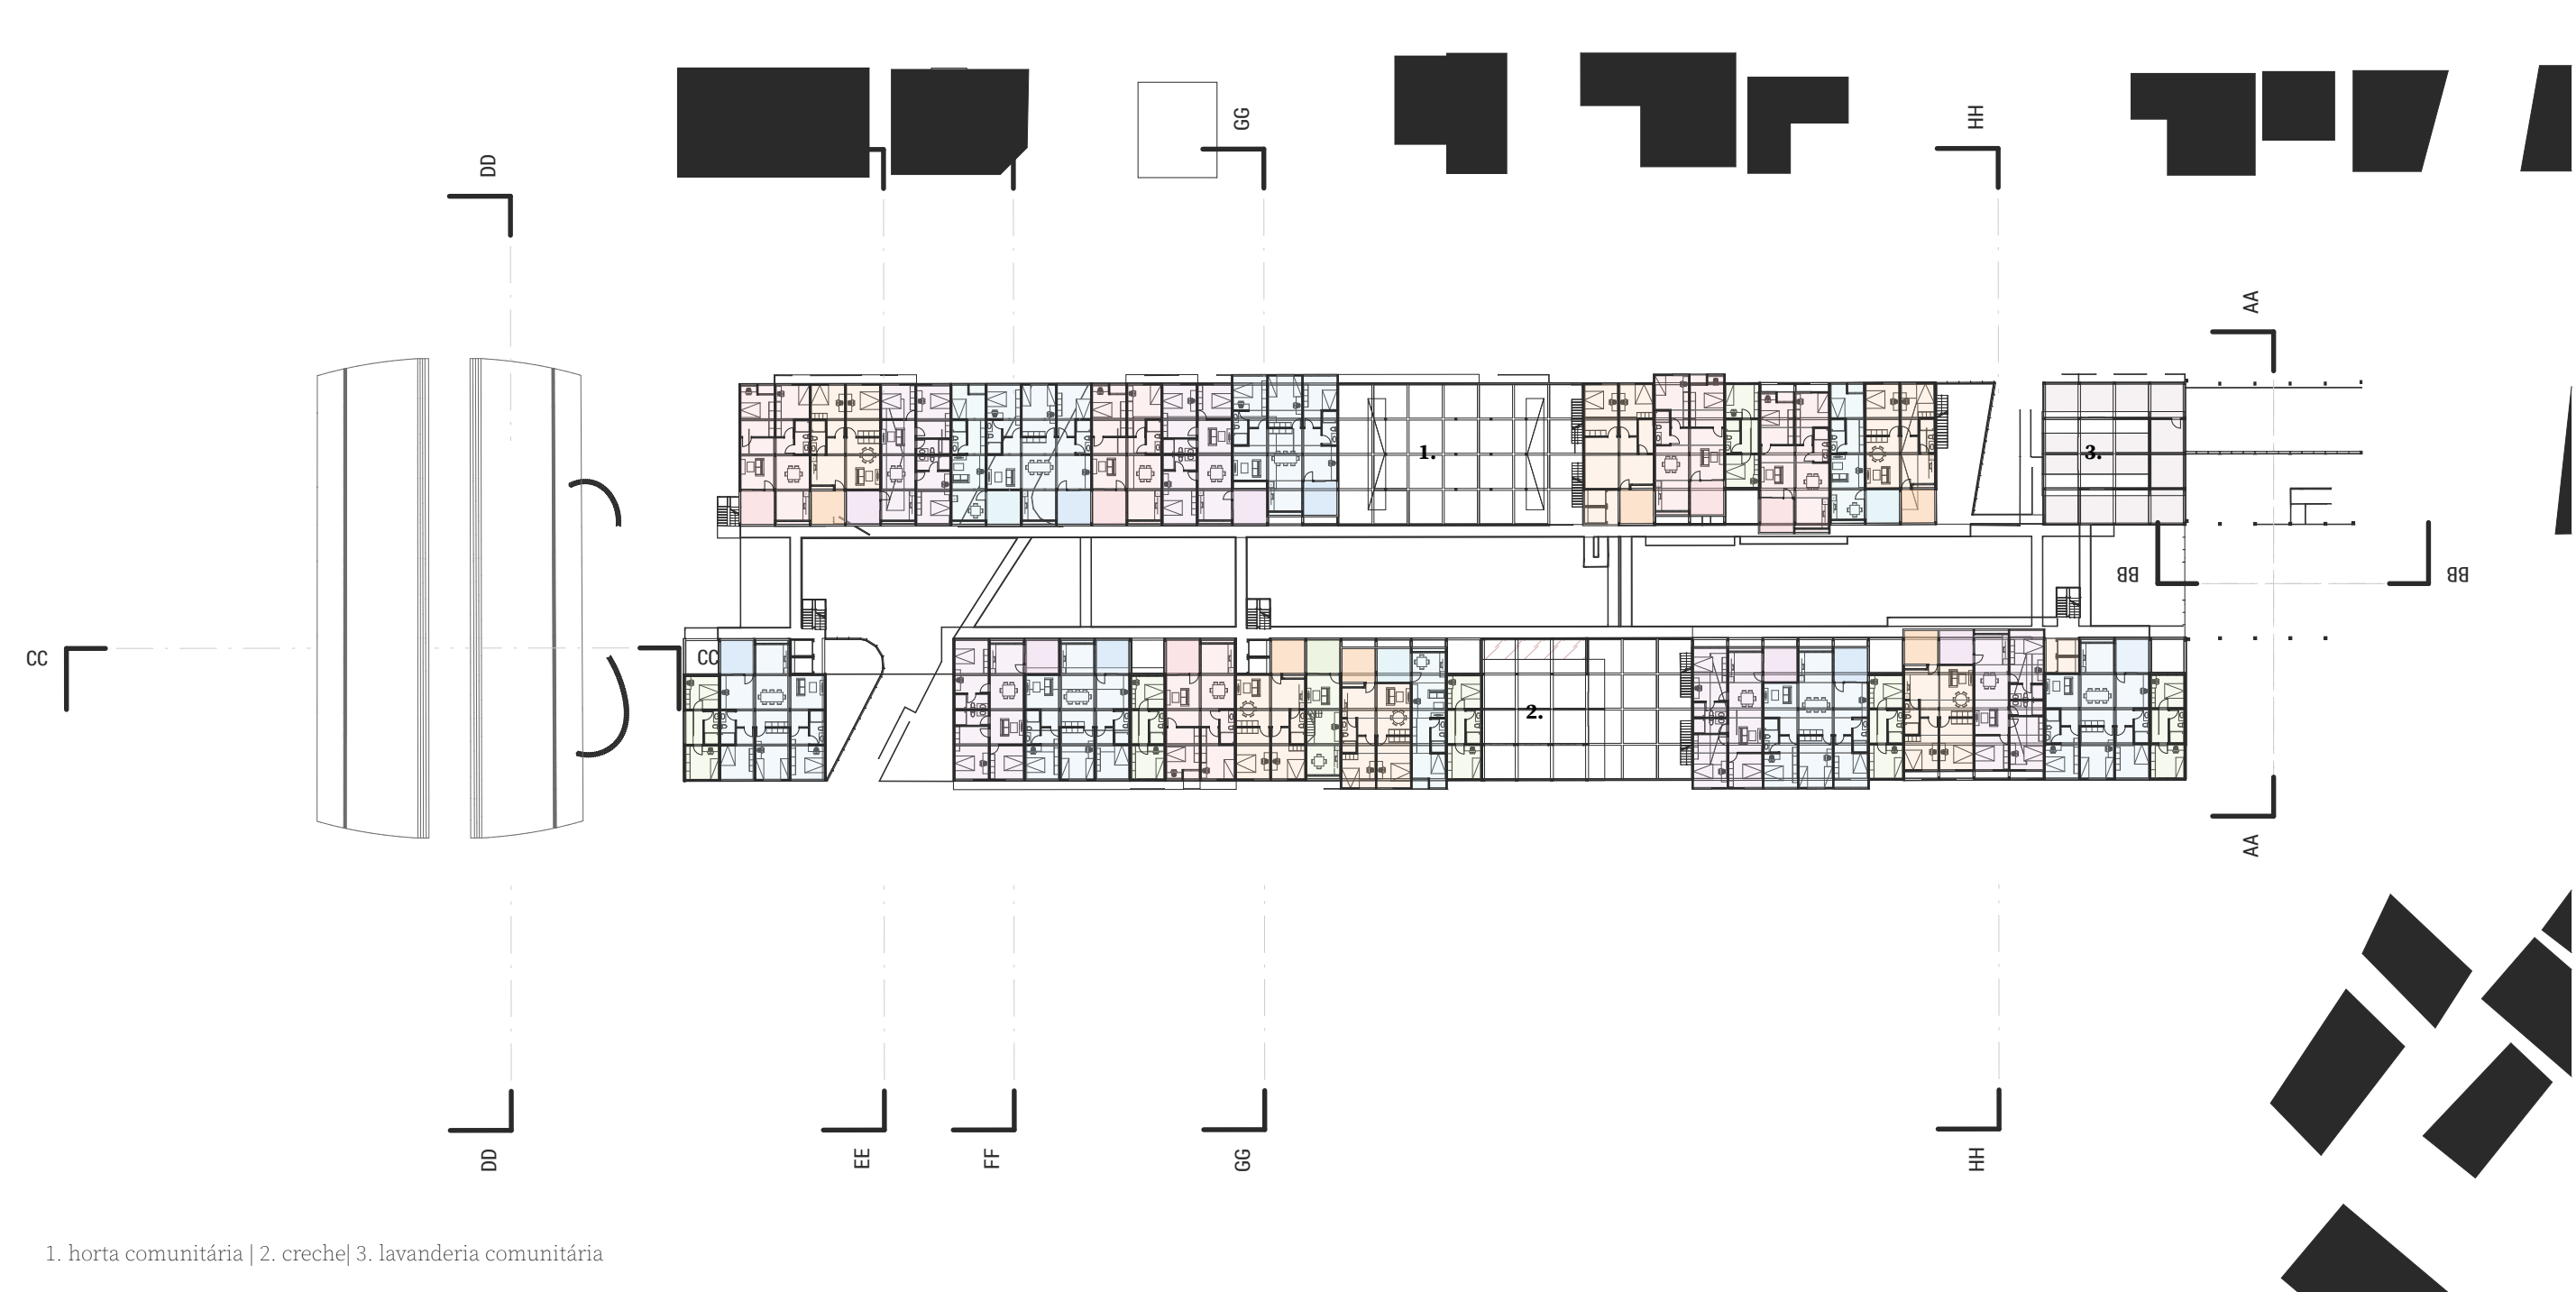 GG
HH
DD
AA
1.
3.
BB
BB
CC
CC
2.
AA
DD
EE
FF
GG
HH
1. horta comunitária | 2. creche| 3. lavanderia comunitária